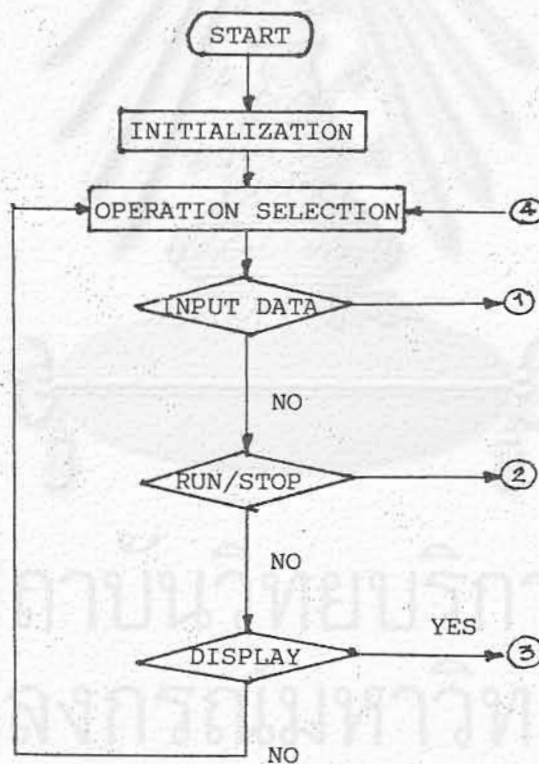 START
INITIALIZATION
OPERATION SELECTION
4
INPUT DATA
1
NO
RUN/STOP
2
NO
YES
DISPLAY
3
NO